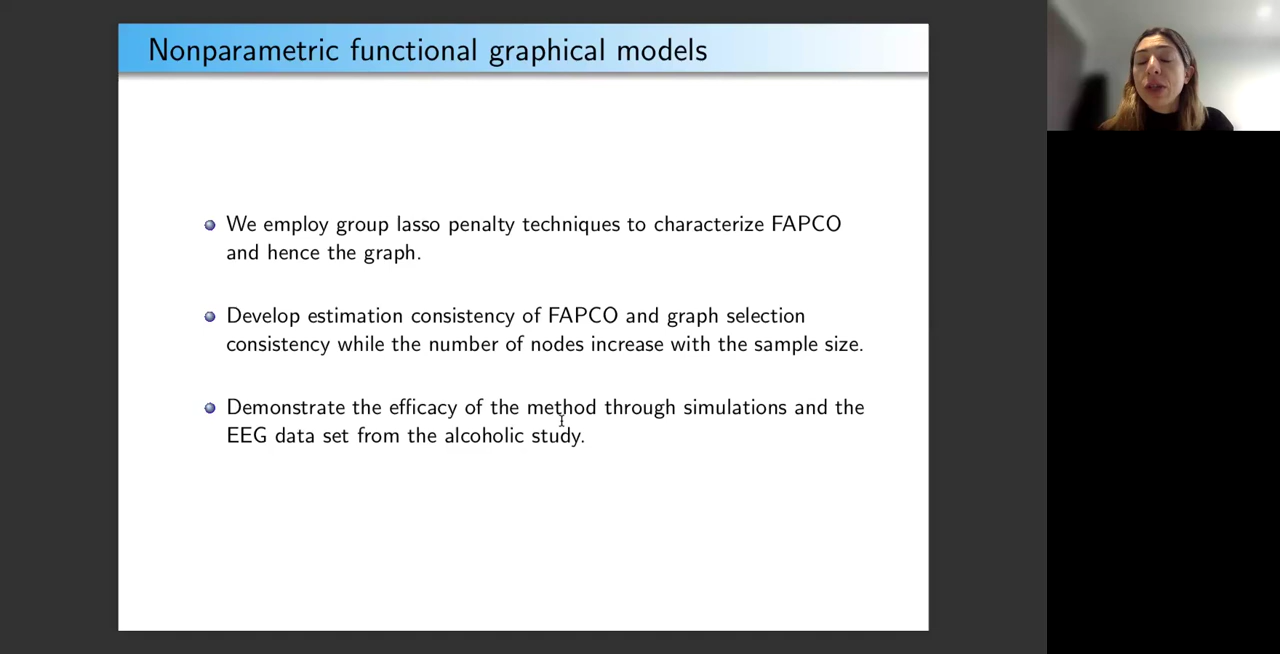 Nonparametric functional graphical models
We employ group lasso penalty techniques to characterize FAPCO
and hence the graph.
Develop estimation consistency of FAPCO and graph selection
consistency while the number of nodes increase with the sample size.
Demonstrate the efficacy of the method through simulations and the
EEG data set from the alcoholic study.